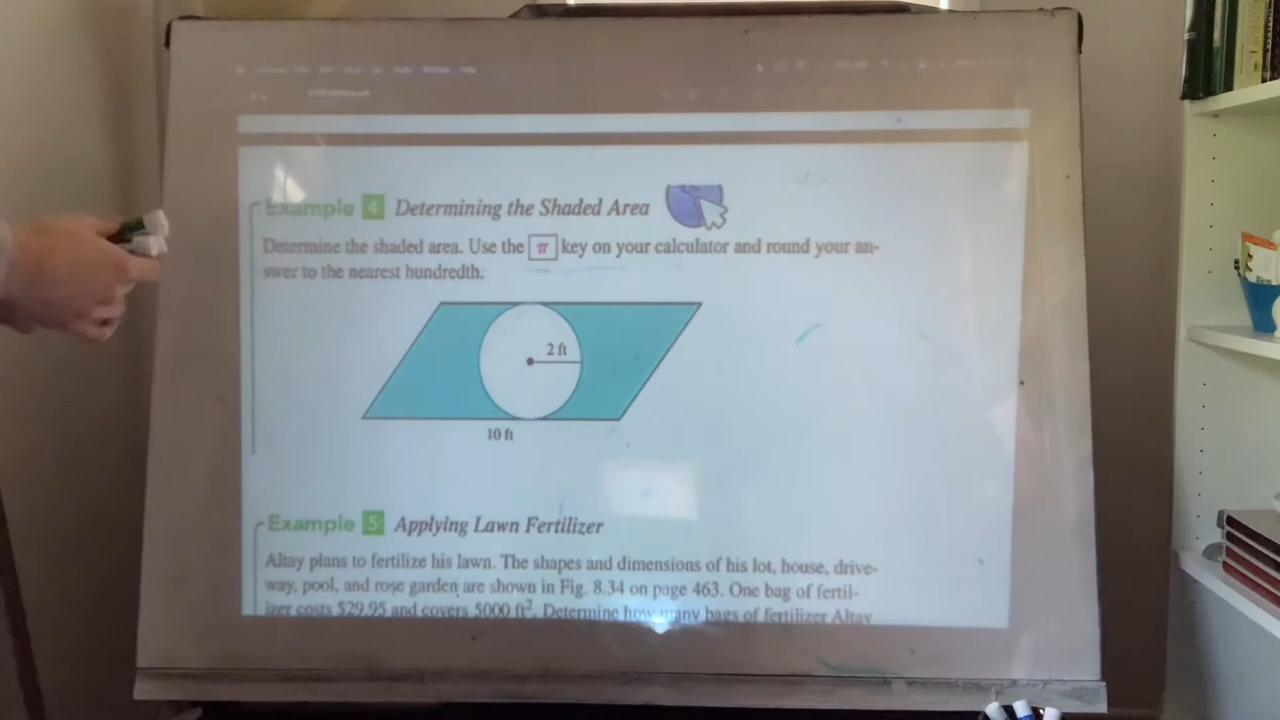 Example 4 Determining the Shaded Area
Determine the shaded area. Use the π key on your calculator and round your an-
swer to the nearest hundredth.
2 ft
10 ft
Example 5 Applying Lawn Fertilizer
Altay plans to fertilize his lawn. The shapes and dimensions of his lot, house, drive-
way, pool, and rose garden are shown in Fig. 8.34 on page 463. One bag of fertil-
izer costs $29.95 and covers 5000 ft². Determine how many bags of fertilizer Altay